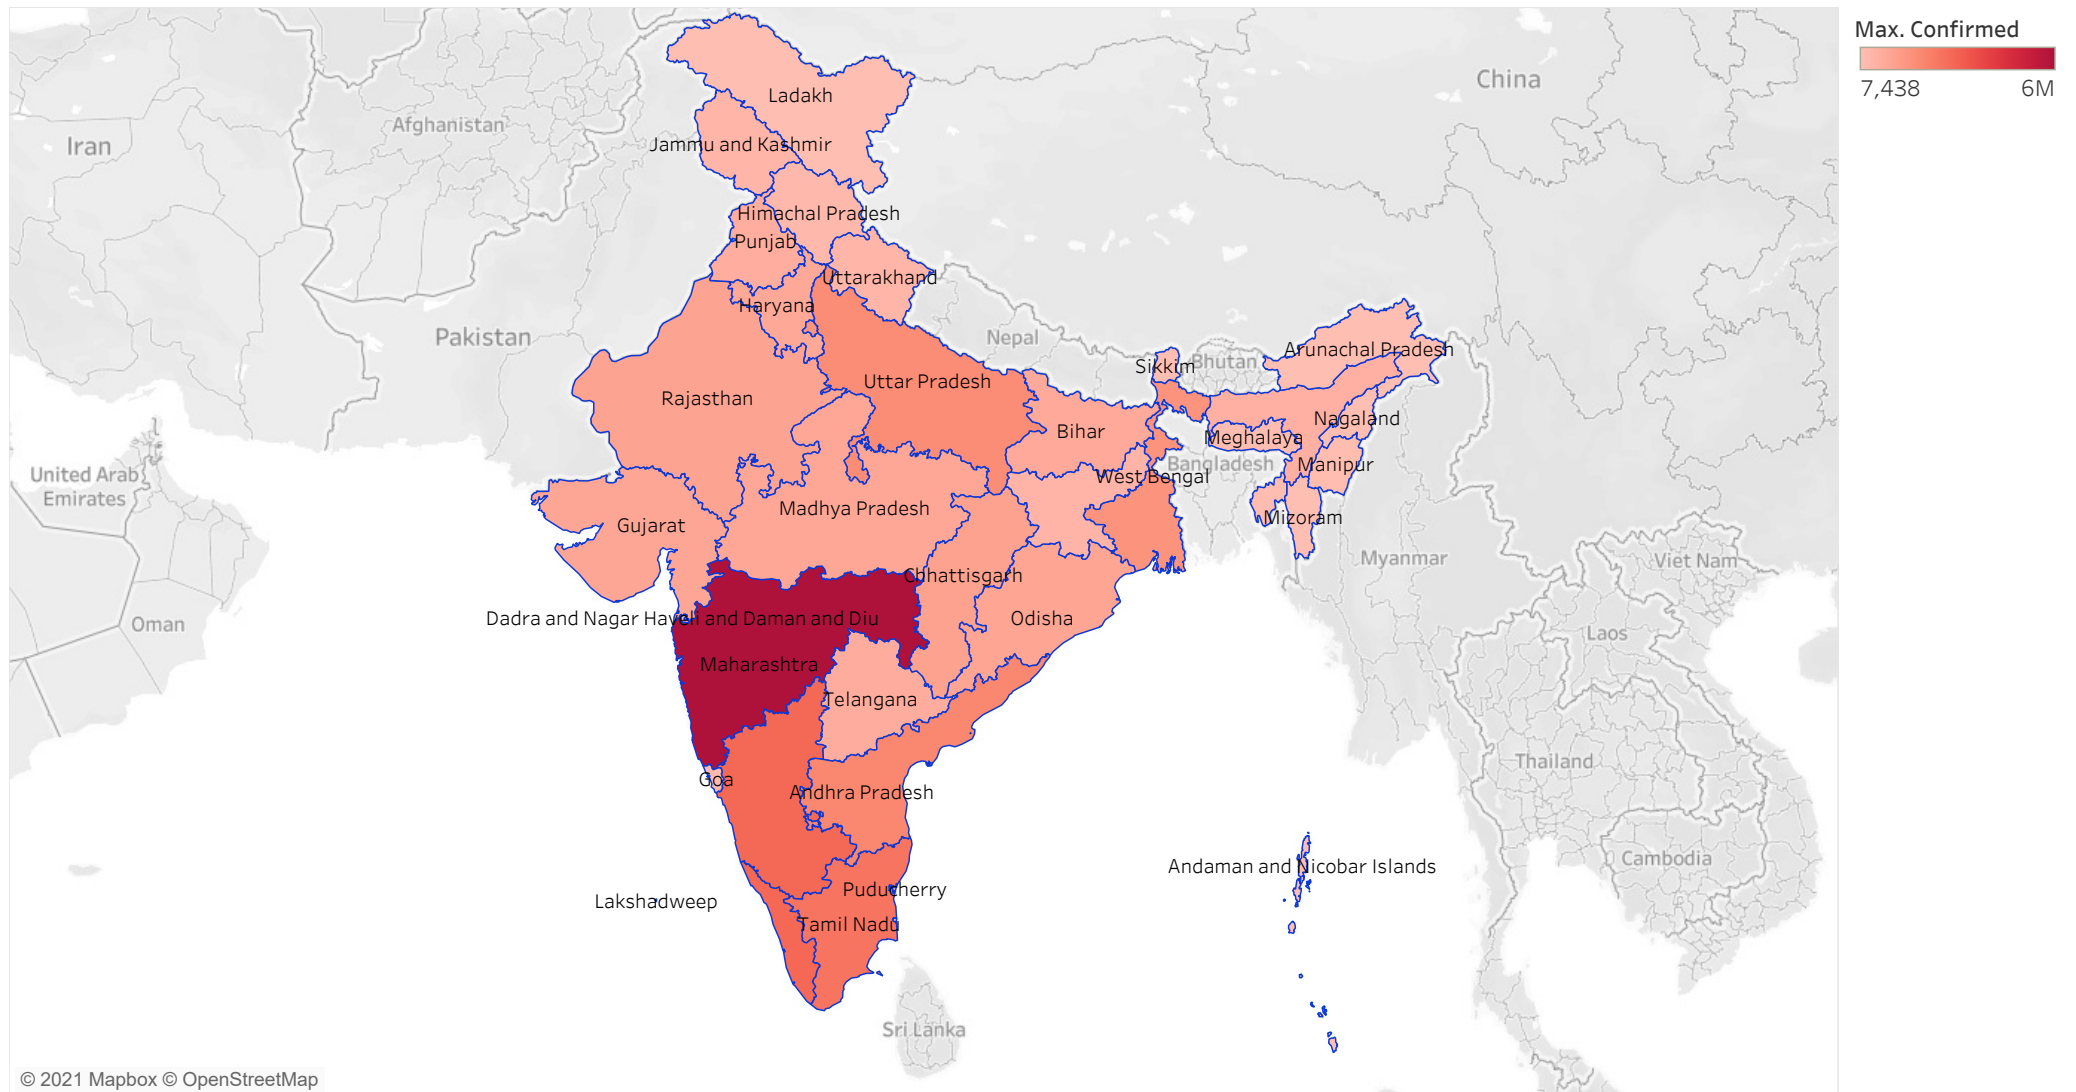 Max. Confirmed
7,438 6M
China
Ladakh
Afghanistan
Iran
Jammu and Kashmir
Himachal Pradesh
Punjab
Uttarakhand
Haryana
Pakistan
Nepal
Arunachal Pradesh
Sikkim
Bhutan
Uttar Pradesh
Rajasthan
Nagaland
Bihar
Meghalaya
Bangladesh
Manipur
West Bengal
United Arab
Emirates
Madhya Pradesh
Gujarat
Mizoram
Myanmar
Viet Nam
Chhattisgarh
Dadra and Nagar Haveli and Daman and Diu
Odisha
Oman
Laos
Maharashtra
Telangana
Thailand
Goa
Andhra Pradesh
Cambodia
Andaman and Nicobar Islands
Puducherry
Lakshadweep
Tamil Nadu
Sri Lanka
© 2021 Mapbox © OpenStreetMap